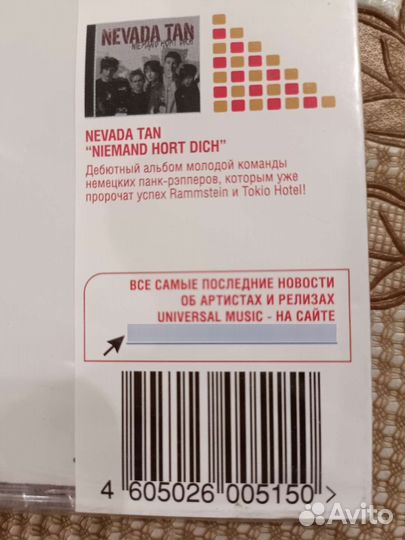 NEVADA TAN
NIEMAND HORT DICH
NEVADA TAN
“NIEMAND HORT DICH”
Дебютный альбом молодой команды
немецких панк-рэпперов, которым уже
пророчат успех Rammstein и Tokio Hotel!
ВСЕ САМЫЕ ПОСЛЕДНИЕ НОВОСТИ
ОБ АРТИСТАХ И РЕЛИЗАХ
UNIVERSAL MUSIC - НА САЙТЕ
4 605026 005150 >
Avito